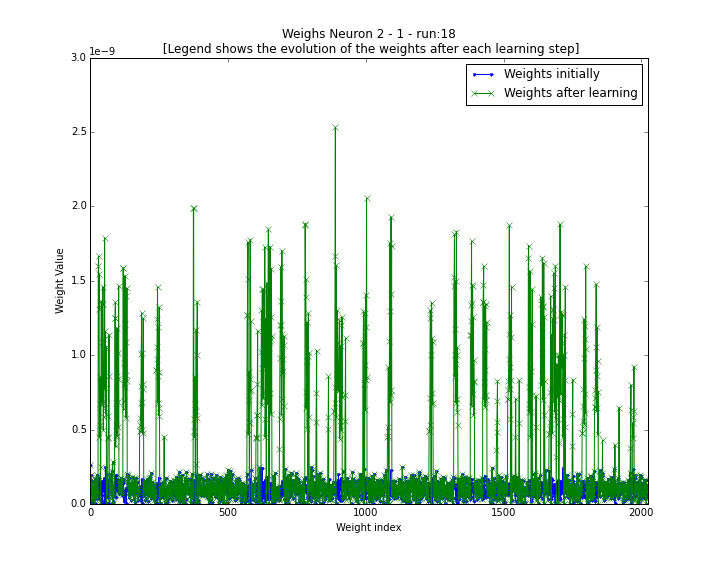 Weighs Neuron 2 - 1 - run:18
[Legend shows the evolution of the weights after each learning step]
1e−9
Weights initially
Weights after learning
3.0
2.5
2.0
1.5
1.0
0.5
0.0
Weight Value
0 500 1000 1500 2000
Weight index